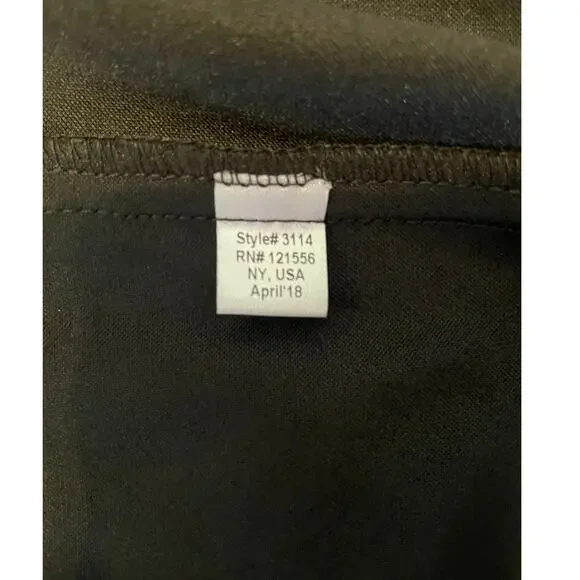 Style# 3114
RN# 121556
NY, USA
April'18